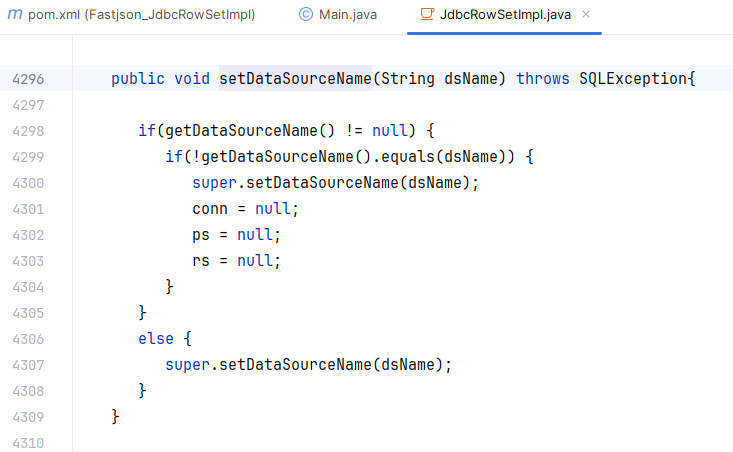 pom.xml (Fastjson_JdbcRowSetImpl) Main.java JdbcRowSetImpl.java
4296 public void setDataSourceName(String dsName) throws SQLException{
4297
4298 if(getDataSourceName() != null) {
4299 if(!getDataSourceName().equals(dsName)) {
4300 super.setDataSourceName(dsName);
4301 conn = null;
4302 ps = null;
4303 rs = null;
4304 }
4305 }
4306 else {
4307 super.setDataSourceName(dsName);
4308 }
4309 }
4310